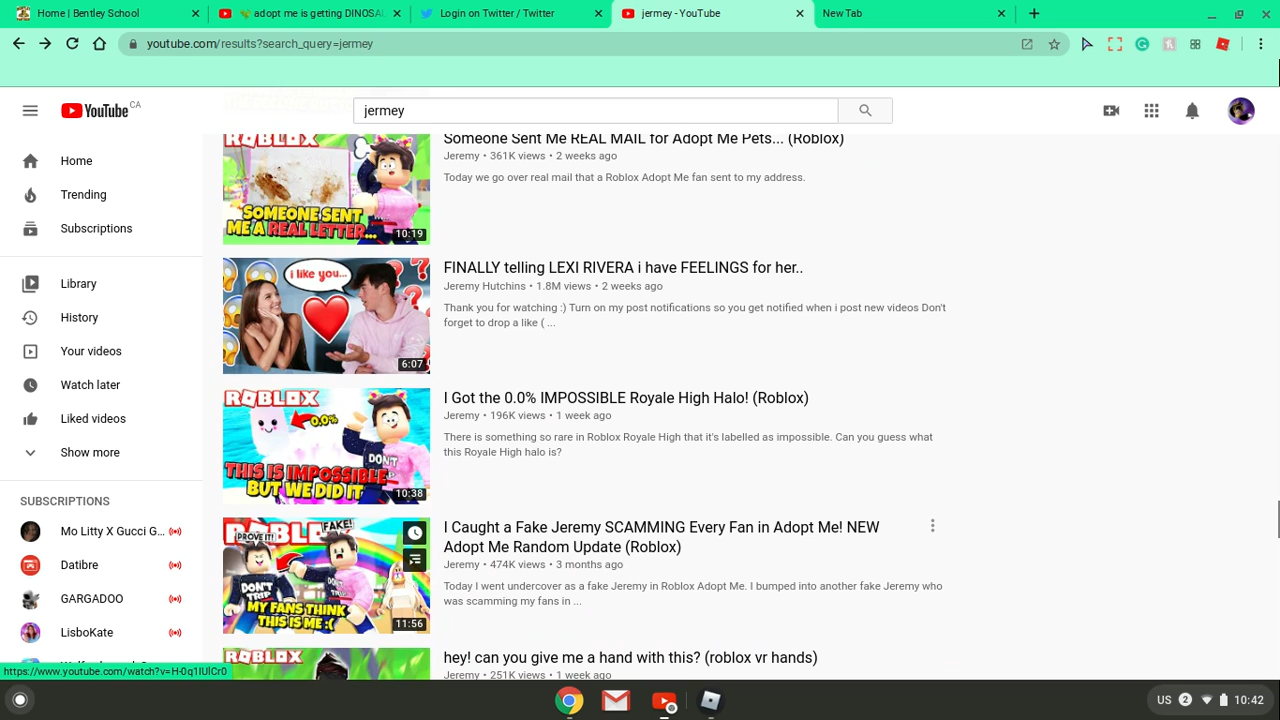 Home | Bentley School
adopt me is getting DINOSAU
Login on Twitter / Twitter
jermey - YouTube
New Tab
youtube.com/results?search_query=jermey
YouTube CA
jermey
Home
Trending
Subscriptions
Library
History
Your videos
Watch later
Liked videos
Show more
SUBSCRIPTIONS
Mo Litty X Gucci G...
Datibre
GARGADOO
LisboKate
ROBLOX
SOMEONE SENT
ME A REAL LETTER...
10:19
Someone Sent Me REAL MAIL for Adopt Me Pets... (Roblox)
Jeremy • 361K views • 2 weeks ago
Today we go over real mail that a Roblox Adopt Me fan sent to my address.
i like you...
6:07
FINALLY telling LEXI RIVERA i have FEELINGS for her..
Jeremy Hutchins • 1.8M views • 2 weeks ago
Thank you for watching :) Turn on my post notifications so you get notified when i post new videos Don't
forget to drop a like ( ...
ROBLOX
0.0%
DON'T
THIS IS IMPOSSIBLE
BUT WE DID IT
10:38
I Got the 0.0% IMPOSSIBLE Royale High Halo! (Roblox)
Jeremy • 196K views • 1 week ago
There is something so rare in Roblox Royale High that it's labelled as impossible. Can you guess what
this Royale High halo is?
ROBLOX
FAKE!
PROVE IT!
DON'T
TRIP
DON'T
MY FANS THINK
THIS IS ME :(
11:56
I Caught a Fake Jeremy SCAMMING Every Fan in Adopt Me! NEW
Adopt Me Random Update (Roblox)
Jeremy • 474K views • 3 months ago
Today I went undercover as a fake Jeremy in Roblox Adopt Me. I bumped into another fake Jeremy who
was scamming my fans in ...
ROBLOX
hey! can you give me a hand with this? (roblox vr hands)
Jeremy • 251K views • 1 week ago
US 2 10:42